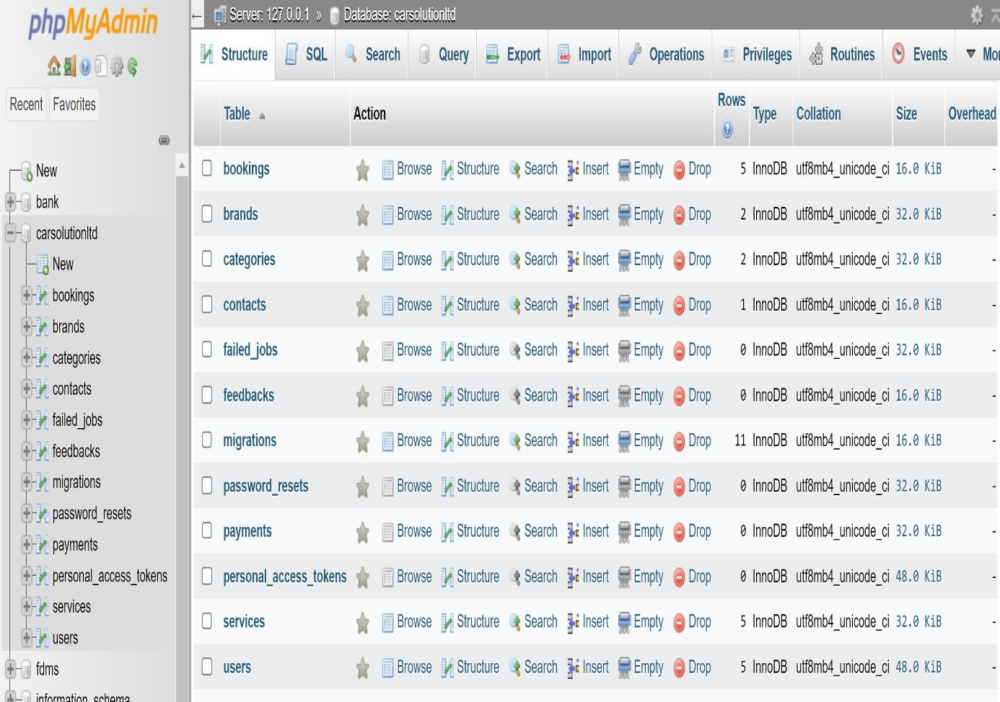 phpMyAdmin
Recent Favorites
New
bank
carsolutionltd
New
bookings
brands
categories
contacts
failed_jobs
feedbacks
migrations
password_resets
payments
personal_access_tokens
services
users
fdms
information_schema
Server: 127.0.0.1 » Database: carsolutionltd
Structure SQL Search Query Export Import Operations Privileges Routines Events
Table Action Rows Type Collation Size Overhead
bookings Browse Structure Search Insert Empty Drop 5 InnoDB utf8mb4_unicode_ci 16.0 KiB -
brands Browse Structure Search Insert Empty Drop 2 InnoDB utf8mb4_unicode_ci 32.0 KiB -
categories Browse Structure Search Insert Empty Drop 2 InnoDB utf8mb4_unicode_ci 32.0 KiB -
contacts Browse Structure Search Insert Empty Drop 1 InnoDB utf8mb4_unicode_ci 16.0 KiB -
failed_jobs Browse Structure Search Insert Empty Drop 0 InnoDB utf8mb4_unicode_ci 32.0 KiB -
feedbacks Browse Structure Search Insert Empty Drop 0 InnoDB utf8mb4_unicode_ci 16.0 KiB -
migrations Browse Structure Search Insert Empty Drop 11 InnoDB utf8mb4_unicode_ci 16.0 KiB -
password_resets Browse Structure Search Insert Empty Drop 0 InnoDB utf8mb4_unicode_ci 32.0 KiB -
payments Browse Structure Search Insert Empty Drop 0 InnoDB utf8mb4_unicode_ci 32.0 KiB -
personal_access_tokens Browse Structure Search Insert Empty Drop 0 InnoDB utf8mb4_unicode_ci 48.0 KiB -
services Browse Structure Search Insert Empty Drop 5 InnoDB utf8mb4_unicode_ci 32.0 KiB -
users Browse Structure Search Insert Empty Drop 5 InnoDB utf8mb4_unicode_ci 48.0 KiB -